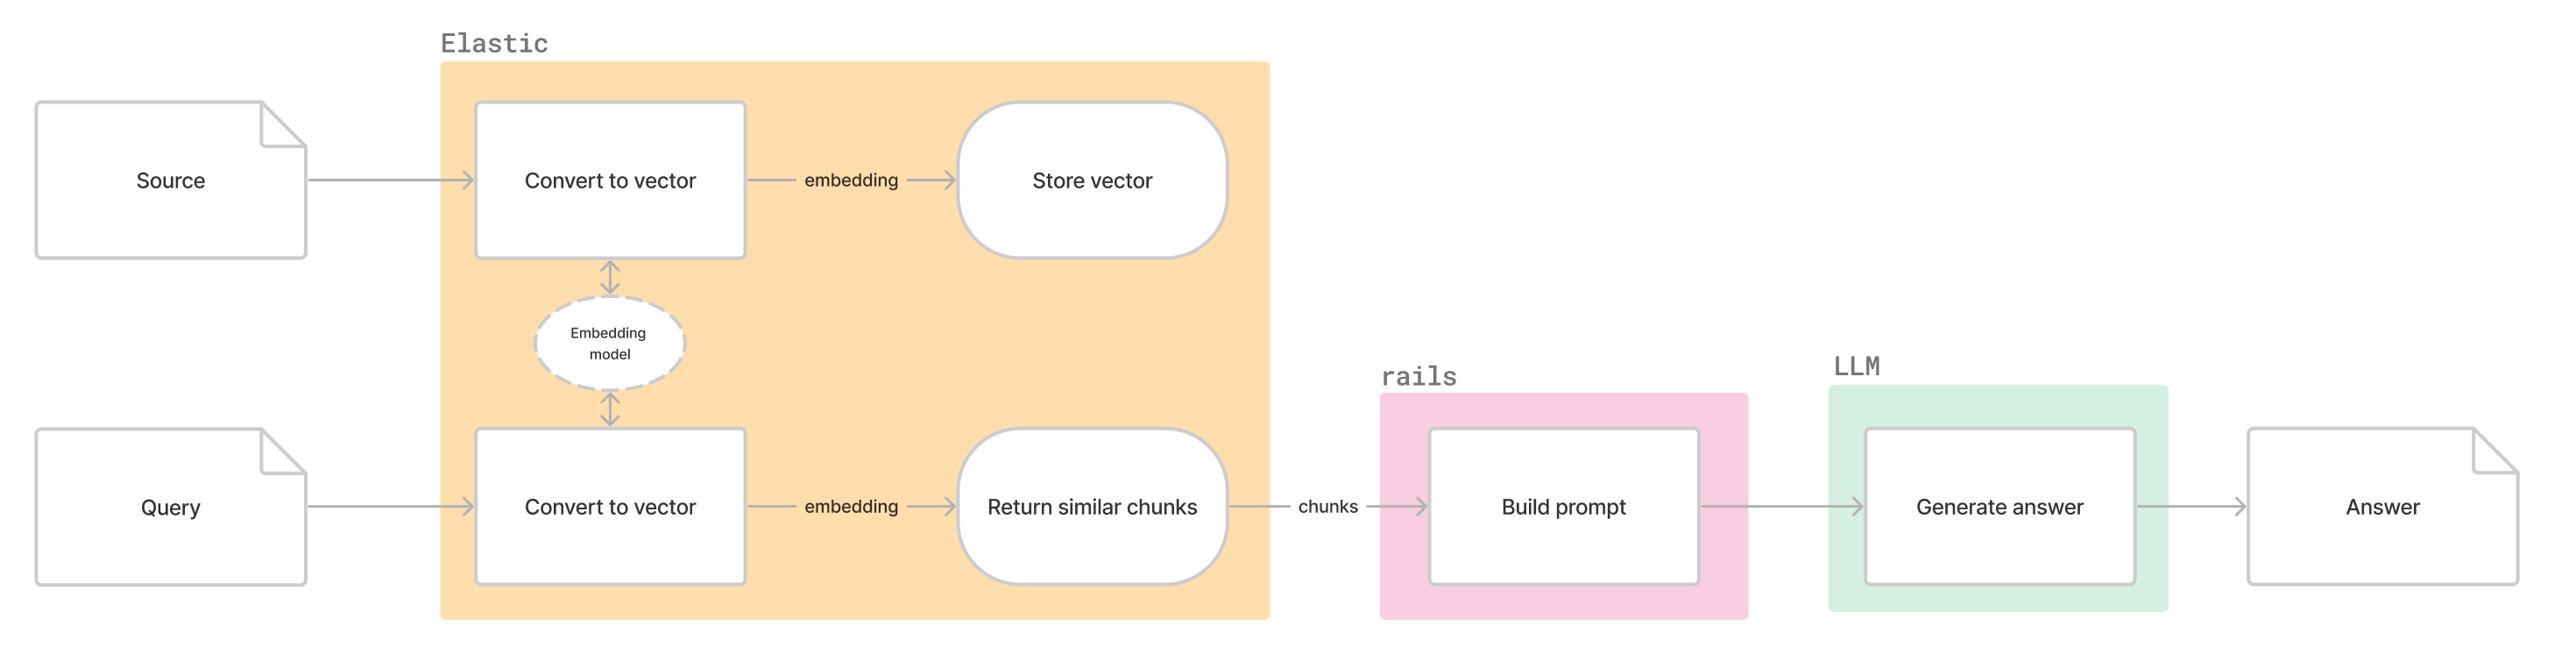 Elastic
Source
Convert to vector
embedding
Store vector
Embedding
model
rails
LLM
Query
Convert to vector
embedding
Return similar chunks
chunks
Build prompt
Generate answer
Answer